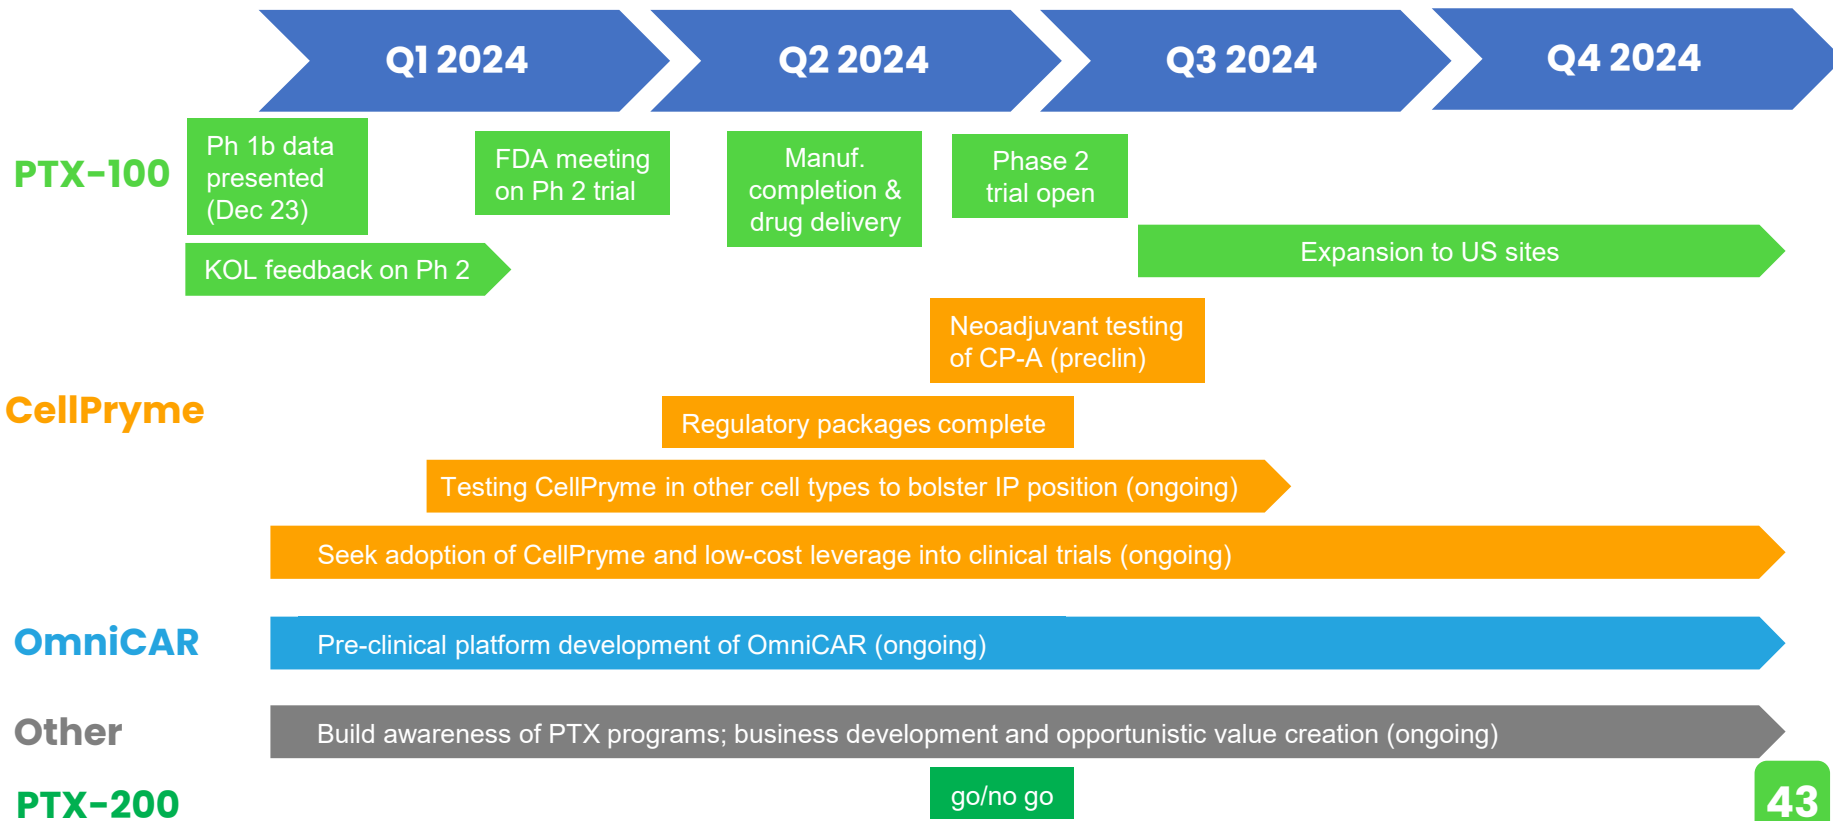 Q1 2024
Q2 2024
Q3 2024
Q4 2024
PTX-100
Ph 1b data
presented
(Dec 23)
FDA meeting
on Ph 2 trial
Manuf.
completion &
drug delivery
Phase 2
trial open
KOL feedback on Ph 2
Expansion to US sites
CellPryme
Neoadjuvant testing
of CP-A (preclin)
Regulatory packages complete
Testing CellPryme in other cell types to bolster IP position (ongoing)
Seek adoption of CellPryme and low-cost leverage into clinical trials (ongoing)
OmniCAR
Pre-clinical platform development of OmniCAR (ongoing)
Other
Build awareness of PTX programs; business development and opportunistic value creation (ongoing)
PTX-200
go/no go
43